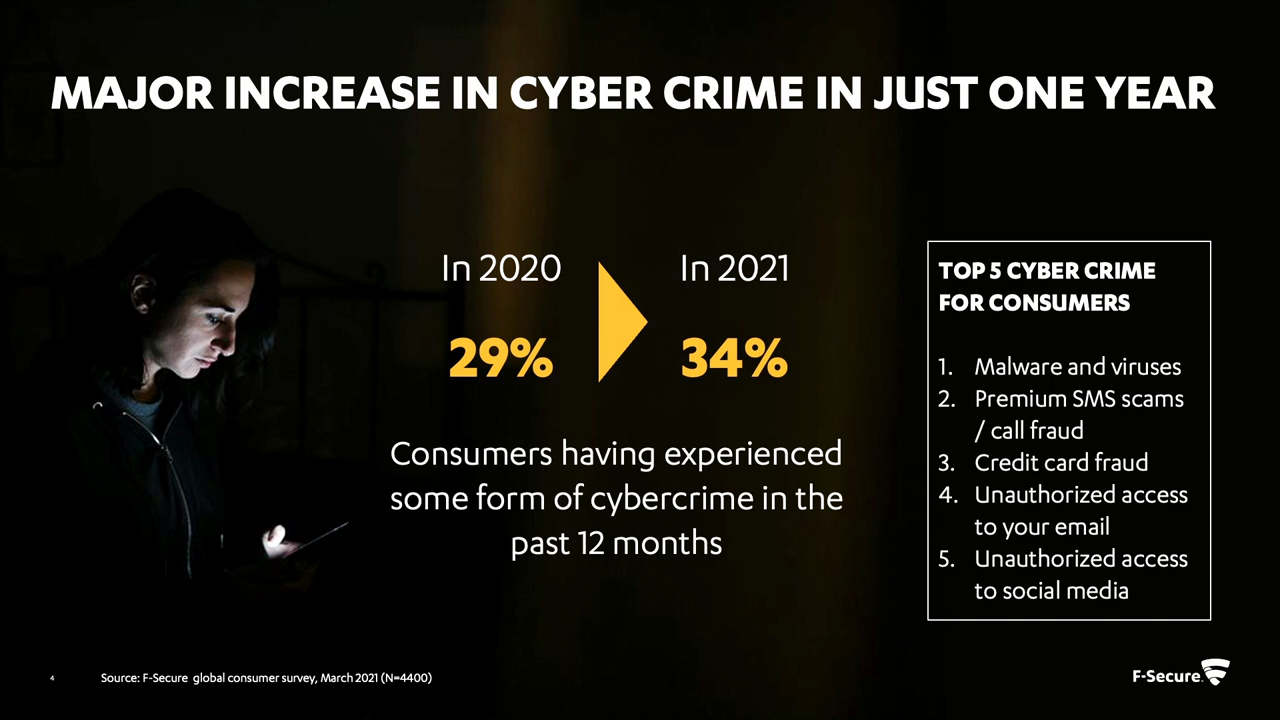 MAJOR INCREASE IN CYBER CRIME IN JUST ONE YEAR
In 2020
29%
In 2021
34%
Consumers having experienced
some form of cybercrime in the
past 12 months
TOP 5 CYBER CRIME
FOR CONSUMERS
1. Malware and viruses
2. Premium SMS scams
/ call fraud
3. Credit card fraud
4. Unauthorized access
to your email
5. Unauthorized access
to social media
4
Source: F-Secure global consumer survey, March 2021 (N=4400)
F-Secure